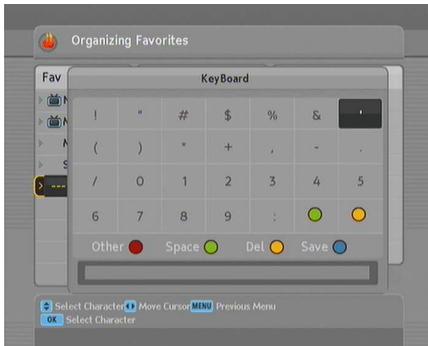 Organizing Favorites
Fav
KeyBoard
! " # $ % & '
( ) * + , - .
/ 0 1 2 3 4 5
6 7 8 9 :
Other Space Del Save
---
Select Character Move Cursor MENU Previous Menu
OK Select Character